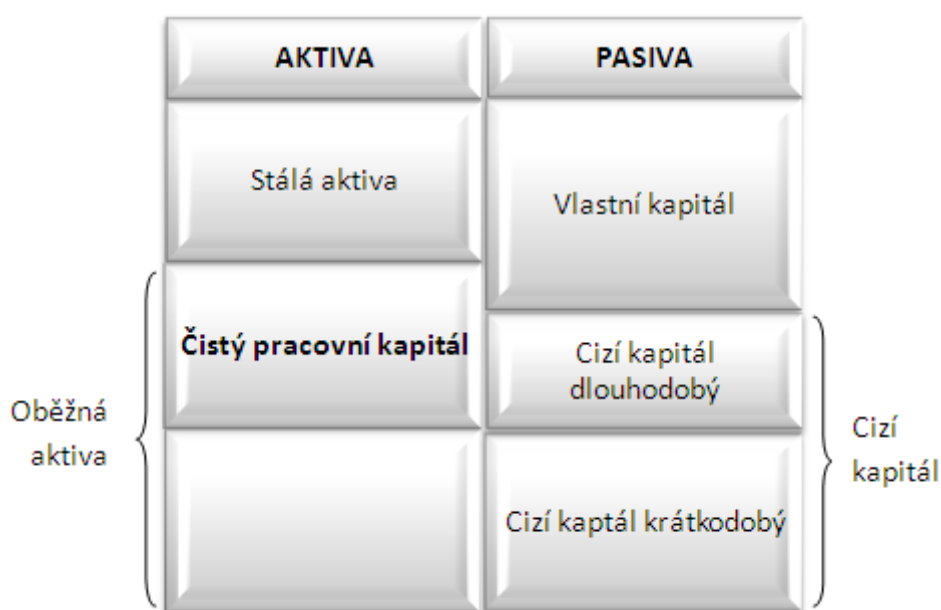 AKTIVA
PASIVA
Stálá aktiva
Vlastní kapitál
Čistý pracovní kapitál
Cizí kapitál
dlouhodobý
Oběžná
aktiva
Cizí
kapitál
Cizí kaptál krátkodobý